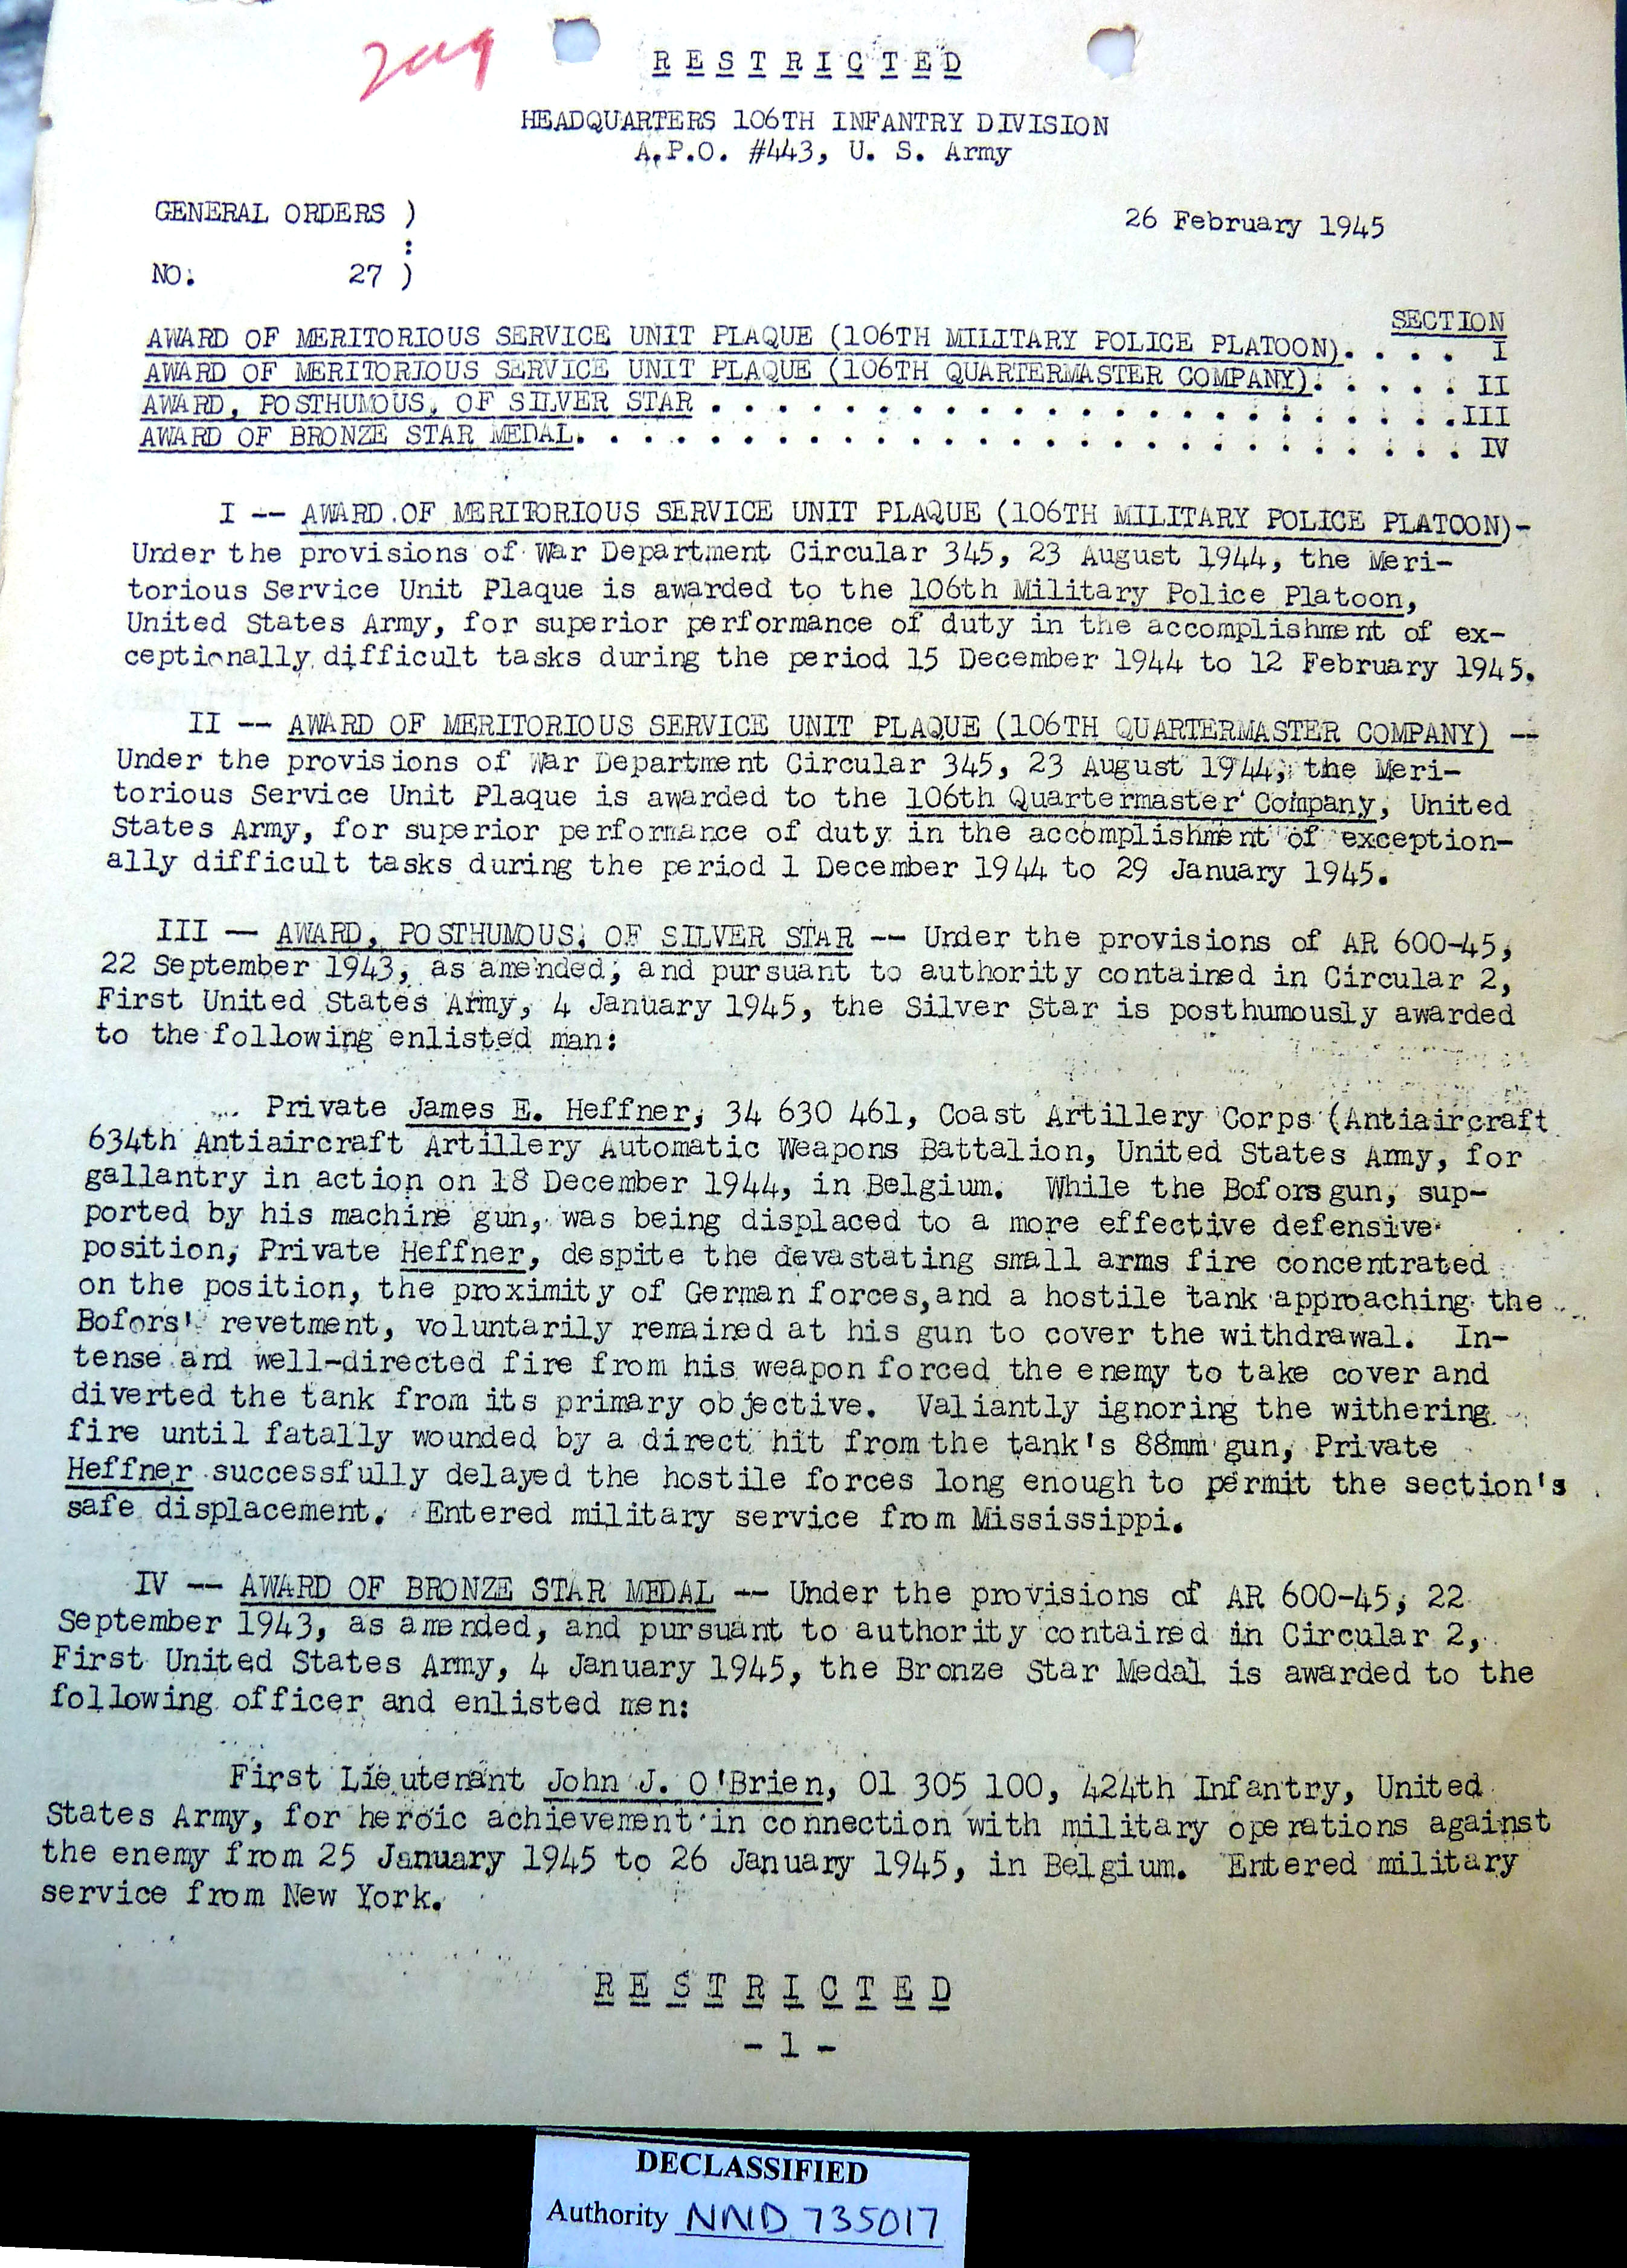 R E S T R I C T E D
HEADQUARTERS 106TH INFANTRY DIVISION
A.P.O. #443, U. S. Army
GENERAL ORDERS )
26 February 1945
:
NO. 27 )
SECTION
AWARD OF MERITORIOUS SERVICE UNIT PLAQUE (106TH MILITARY POLICE PLATOON). . . . I
AWARD OF MERITORIOUS SERVICE UNIT PLAQUE (106TH QUARTERMASTER COMPANY). . . . . II
AWARD, POSTHUMOUS, OF SILVER STAR . . . . . . . . . . . . . . . . . . . . . . .III
AWARD OF BRONZE STAR MEDAL. . . . . . . . . . . . . . . . . . . . . . . . . . . IV
I -- AWARD OF MERITORIOUS SERVICE UNIT PLAQUE (106TH MILITARY POLICE PLATOON)-
Under the provisions of War Department Circular 345, 23 August 1944, the Meri-
torious Service Unit Plaque is awarded to the 106th Military Police Platoon,
United States Army, for superior performance of duty in the accomplishment of ex-
ceptionally difficult tasks during the period 15 December 1944 to 12 February 1945.
II -- AWARD OF MERITORIOUS SERVICE UNIT PLAQUE (106TH QUARTERMASTER COMPANY) --
Under the provisions of War Department Circular 345, 23 August 1944, the Meri-
torious Service Unit Plaque is awarded to the 106th Quartermaster Company, United
States Army, for superior performance of duty in the accomplishment of exception-
ally difficult tasks during the period 1 December 1944 to 29 January 1945.
III -- AWARD, POSTHUMOUS, OF SILVER STAR -- Under the provisions of AR 600-45,
22 September 1943, as amended, and pursuant to authority contained in Circular 2,
First United States Army, 4 January 1945, the Silver Star is posthumously awarded
to the following enlisted man:
Private James E. Heffner, 34 630 461, Coast Artillery Corps (Antiaircraft
634th Antiaircraft Artillery Automatic Weapons Battalion, United States Army, for
gallantry in action on 18 December 1944, in Belgium. While the Bofors gun, sup-
ported by his machine gun, was being displaced to a more effective defensive
position, Private Heffner, despite the devastating small arms fire concentrated
on the position, the proximity of German forces, and a hostile tank approaching the
Bofors' revetment, voluntarily remained at his gun to cover the withdrawal. In-
tense and well-directed fire from his weapon forced the enemy to take cover and
diverted the tank from its primary objective. Valiantly ignoring the withering
fire until fatally wounded by a direct hit from the tank's 88mm gun, Private
Heffner successfully delayed the hostile forces long enough to permit the section's
safe displacement. Entered military service from Mississippi.
IV -- AWARD OF BRONZE STAR MEDAL -- Under the provisions of AR 600-45, 22
September 1943, as amended, and pursuant to authority contained in Circular 2,
First United States Army, 4 January 1945, the Bronze Star Medal is awarded to the
following officer and enlisted men:
First Lieutenant John J. O'Brien, 01 305 100, 424th Infantry, United
States Army, for heroic achievement in connection with military operations against
the enemy from 25 January 1945 to 26 January 1945, in Belgium. Entered military
service from New York.
R E S T R I C T E D
- 1 -
DECLASSIFIED
Authority NND 735017